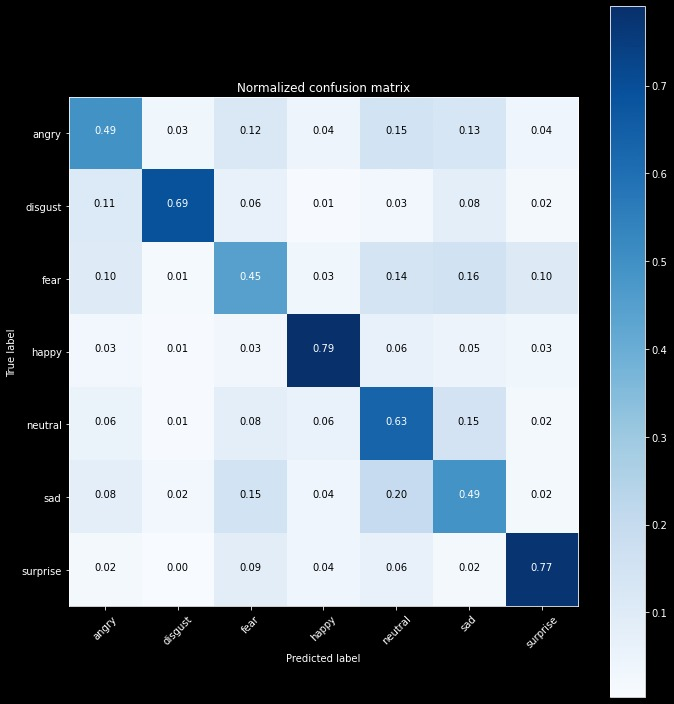 Normalized confusion matrix
True label
angry 0.49 0.03 0.12 0.04 0.15 0.13 0.04
disgust 0.11 0.69 0.06 0.01 0.03 0.08 0.02
fear 0.10 0.01 0.45 0.03 0.14 0.16 0.10
happy 0.03 0.01 0.03 0.79 0.06 0.05 0.03
neutral 0.06 0.01 0.08 0.06 0.63 0.15 0.02
sad 0.08 0.02 0.15 0.04 0.20 0.49 0.02
surprise 0.02 0.00 0.09 0.04 0.06 0.02 0.77
angry disgust fear happy neutral sad surprise
Predicted label
0.7
0.6
0.5
0.4
0.3
0.2
0.1